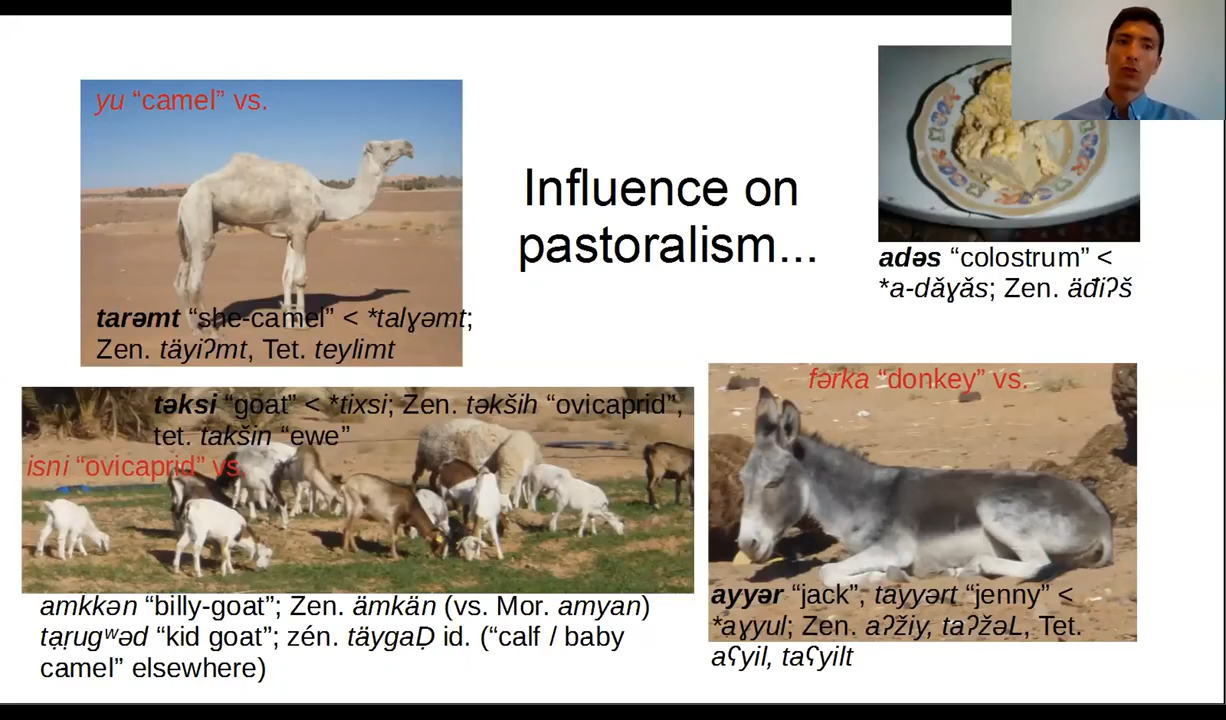 yu “camel” vs.
tarəmt “she-camel” < *talɣəmt;
Zen. täyiʔmt, Tet. teylimt
Influence on
pastoralism...
adəs “colostrum” <
*a-dăɣăs; Zen. äđiʔš
təksi “goat” < *tixsi; Zen. təkših “ovicaprid”,
tet. takšin “ewe”
isni “ovicaprid” vs.
amkkən “billy-goat”; Zen. ämkän (vs. Mor. amyan)
tạṛugʷəd “kid goat”; zén. täygaḌ id. (“calf / baby
camel” elsewhere)
fərka “donkey” vs.
ayyər “jack”, tayyərt “jenny” <
*aɣyul; Zen. aʔžiy, taʔžəL, Tet.
aʕyil, taʕyilt